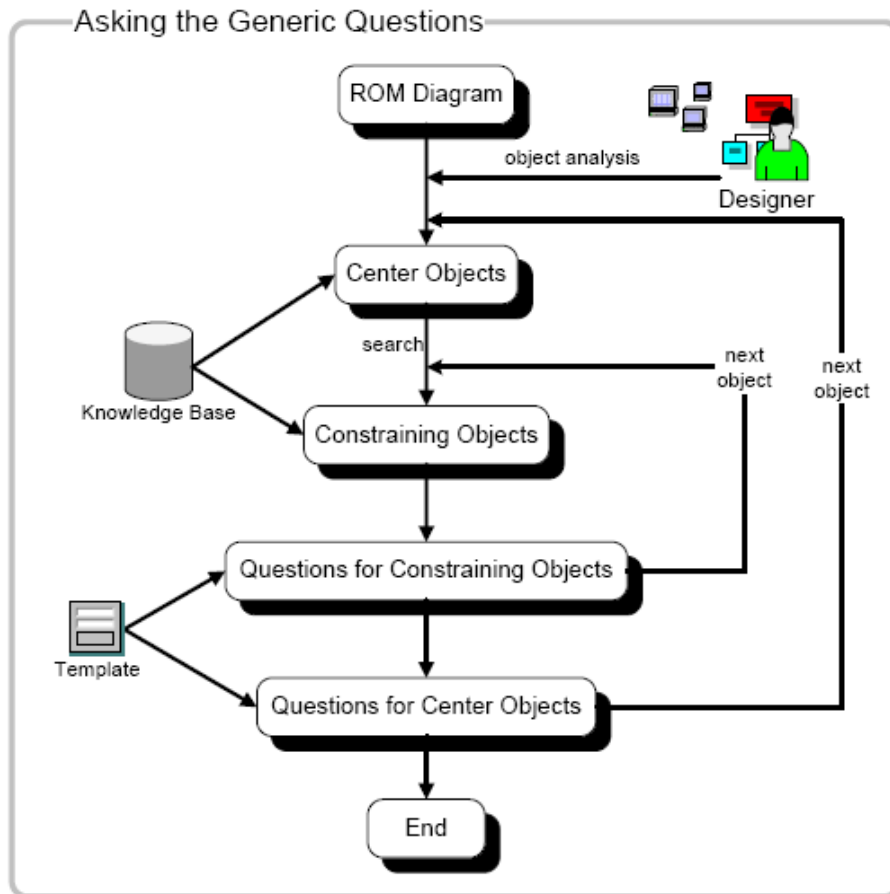 Asking the Generic Questions
ROM Diagram
object analysis
Designer
Center Objects
search
next
object
next
object
Knowledge Base
Constraining Objects
Questions for Constraining Objects
Template
Questions for Center Objects
End